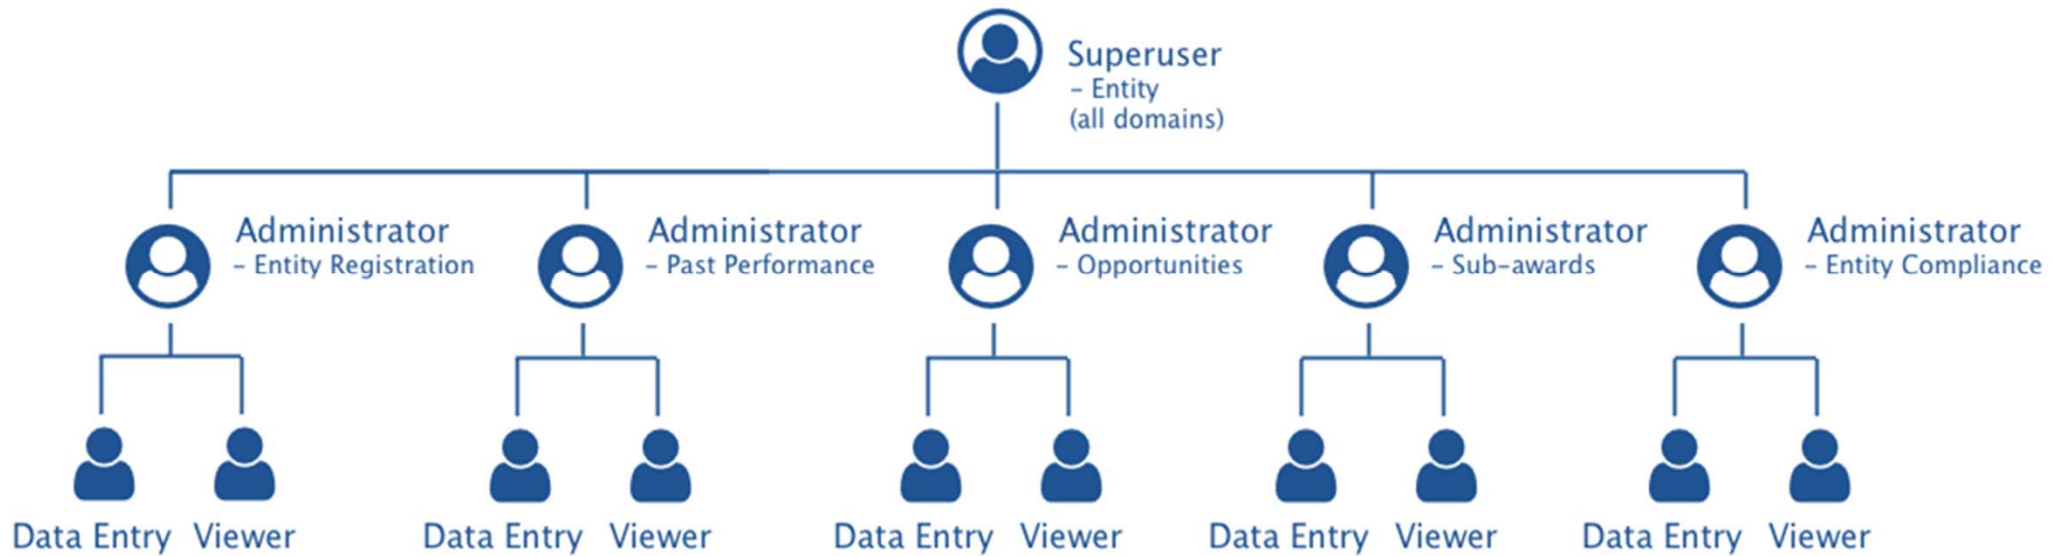 Superuser
– Entity
(all domains)
Administrator
– Entity Registration
Administrator
– Past Performance
Administrator
– Opportunities
Administrator
– Sub-awards
Administrator
– Entity Compliance
Data Entry
Viewer
Data Entry
Viewer
Data Entry
Viewer
Data Entry
Viewer
Data Entry
Viewer